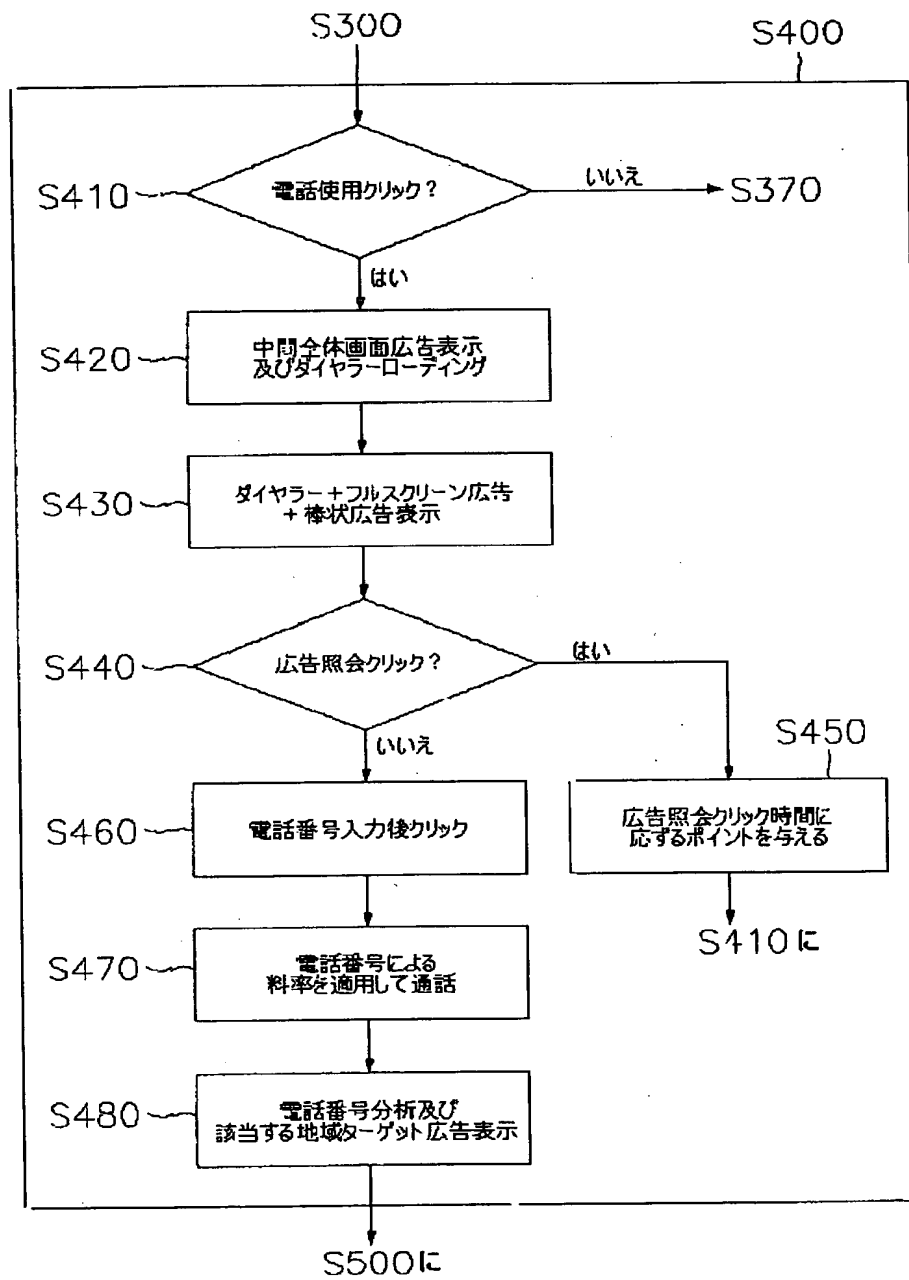 S300
S400
S410
電話使用クリック？
いいえ
S370
はい
S420
中間全体画面広告表示
及びダイヤラーローディング
S430
ダイヤラー＋フルスクリーン広告
＋棒状広告表示
S440
広告照会クリック？
はい
いいえ
S450
S460
電話番号入力後クリック
広告照会クリック時間に
応ずるポイントを与える
S410に
S470
電話番号による
料率を適用して通話
S480
電話番号分析及び
該当する地域ターゲット広告表示
S500に